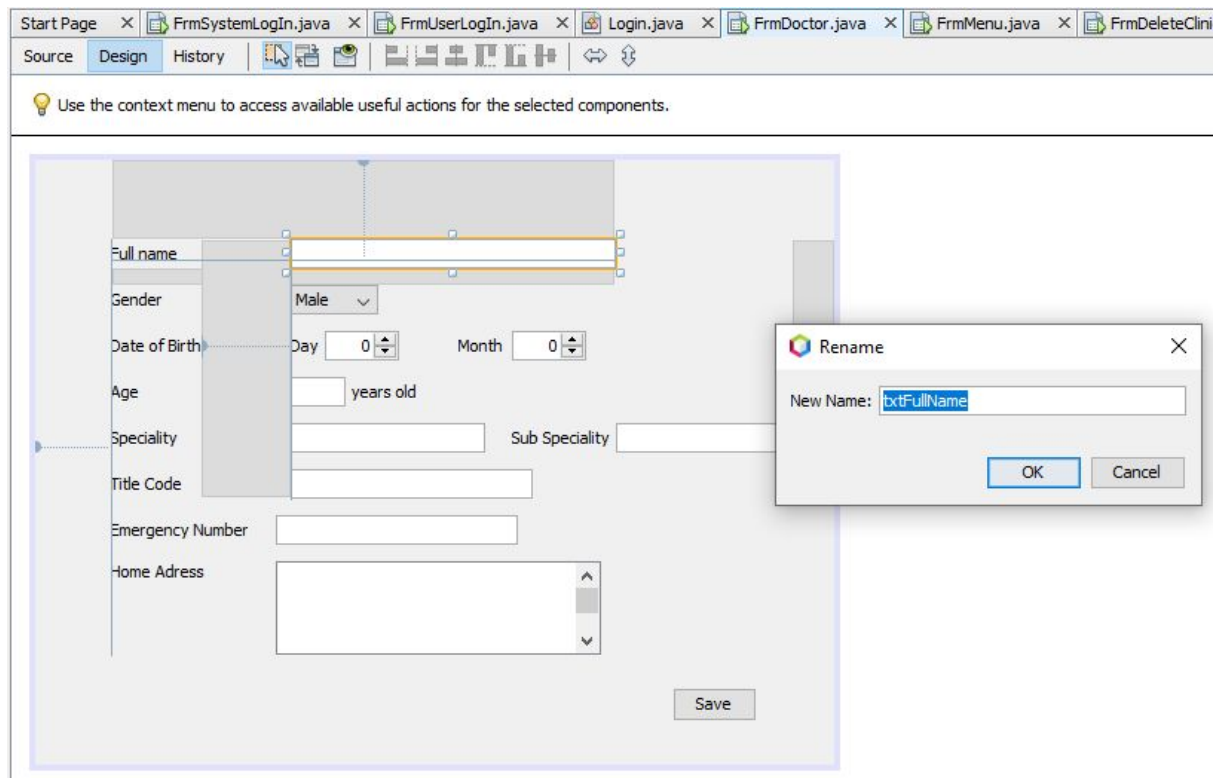 Start Page FrmSystemLogIn.java FrmUserLogIn.java Login.java FrmDoctor.java FrmMenu.java FrmDeleteClini
Source Design History
Use the context menu to access available useful actions for the selected components.
Full name
Gender Male
Date of Birth Day 0 Month 0
Age years old
Speciality Sub Speciality
Title Code
Emergency Number
Home Adress
Save
Rename
New Name: txtFullName
OK Cancel